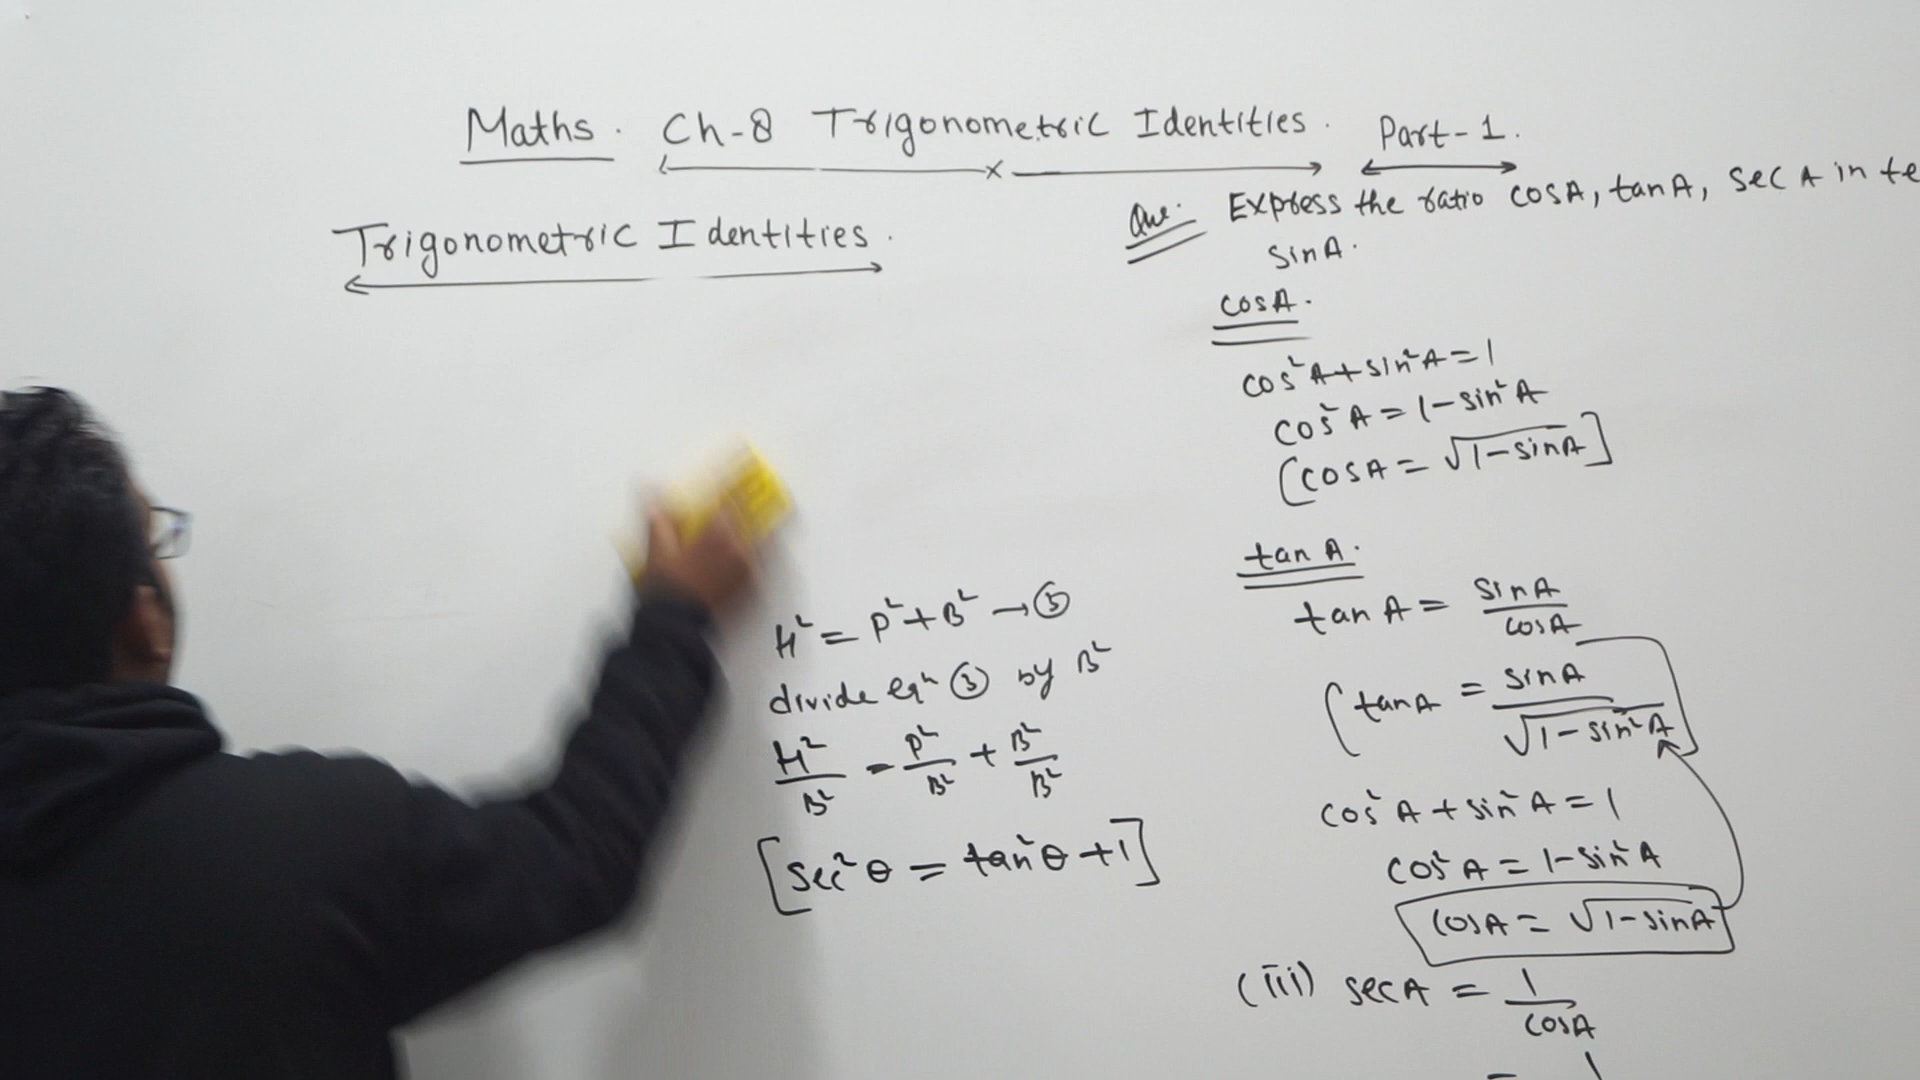 Maths. Ch-8 Trigonometric Identities. Part-1.
Trigonometric Identities.
H² = P² + B² → ③
divide eqⁿ ③ by B²
H²/B² = P²/B² + B²/B²
[sec²θ = tan²θ + 1]
Que. Express the ratio cosA, tanA, sec A in te
sinA.
cosA.
cos²A + sin²A = 1
cos²A = 1 - sin²A
[cosA = √1-sinA]
tan A.
tan A = sinA/cosA
[tanA = sinA/√1-sin²A
cos²A + sin²A = 1
cos²A = 1 - sin²A
cosA = √1-sinA
(iii) secA = 1/cosA
= 1